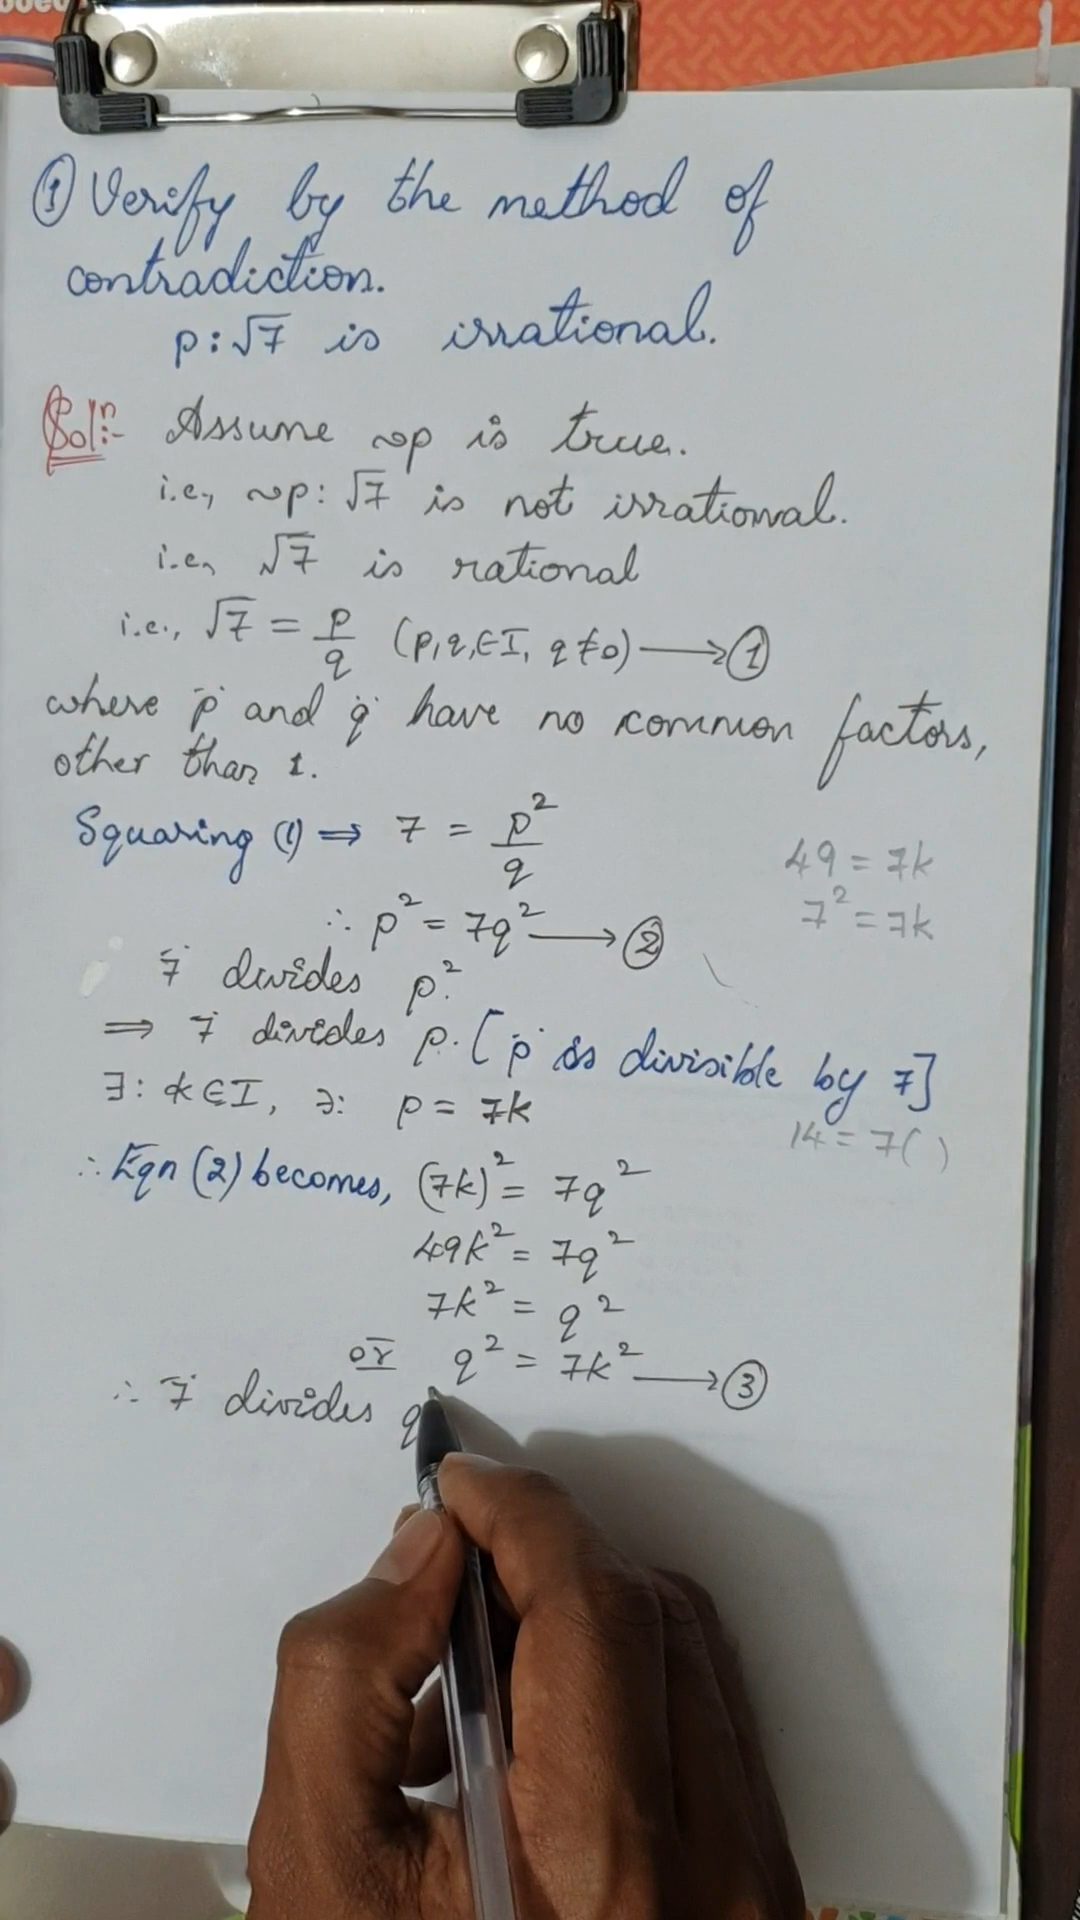 ① Verify by the method of
contradiction.
p : √7 is irrational.
Solⁿ:- Assume ~p is true.
i.e., ~p : √7 is not irrational.
i.e., √7 is rational
i.e., √7 = p/q (p, q, ∈ I, q ≠ 0) ⟶ ①
where 'p' and 'q' have no common factors,
other than 1.
Squaring (1) ⇒ 7 = p²/q
49 = 7k
∴ p² = 7q² ⟶ ②
7² = 7k
'7' divides p².
⇒ '7' divides p. ['p' is divisible by 7]
∃: k ∈ I, ∋: p = 7k
14 = 7( )
∴ Eqn (2) becomes, (7k)² = 7q²
49k² = 7q²
7k² = q²
or q² = 7k² ⟶ ③
∴ '7' divides q